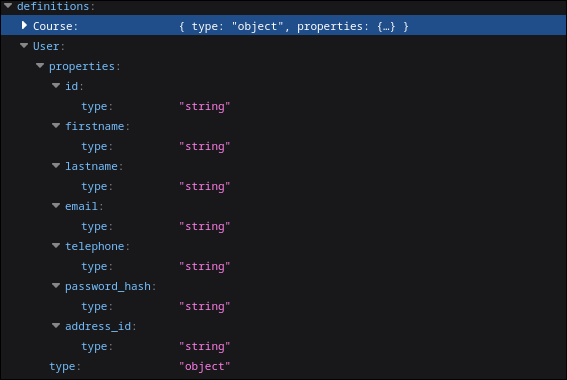 definitions:
Course: { type: "object", properties: {…} }
User:
properties:
id:
type: "string"
firstname:
type: "string"
lastname:
type: "string"
email:
type: "string"
telephone:
type: "string"
password_hash:
type: "string"
address_id:
type: "string"
type: "object"